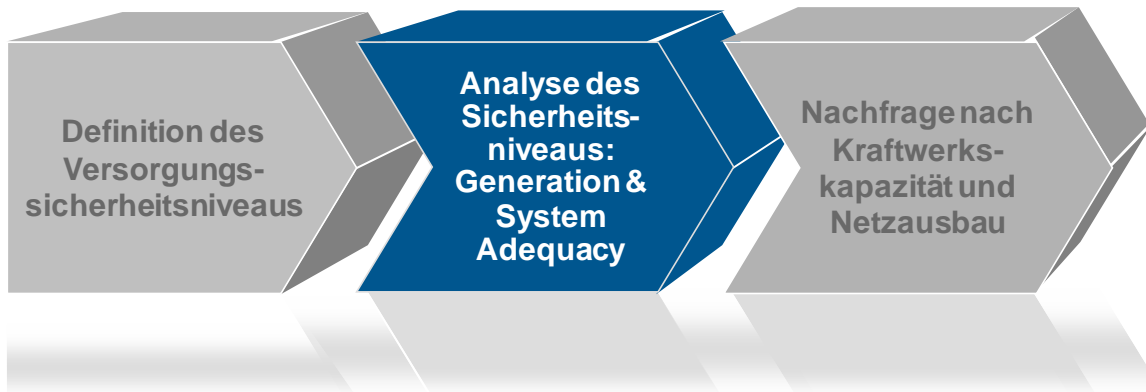 Definition des
Versorgungs-
sicherheitsniveaus
Analyse des
Sicherheits-
niveaus:
Generation &
System
Adequacy
Nachfrage nach
Kraftwerks-
kapazität und
Netzausbau